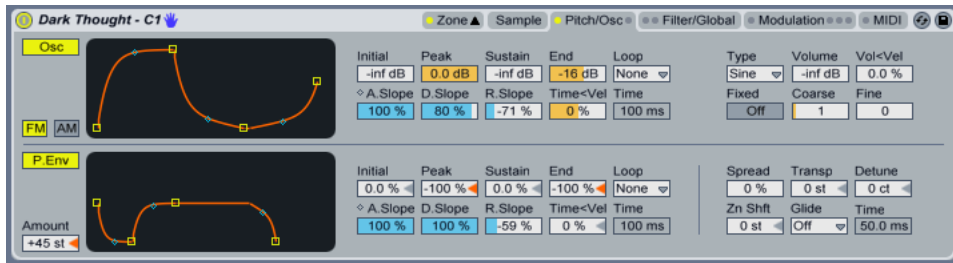 Dark Thought - C1 Zone Sample Pitch/Osc Filter/Global Modulation MIDI
Osc
Initial Peak Sustain End Loop Type Volume Vol<Vel
-inf dB 0.0 dB -inf dB -16 dB None Sine -inf dB 0.0 %
A.Slope D.Slope R.Slope Time<Vel Time Fixed Coarse Fine
100 % 80 % -71 % 0 % 100 ms Off 1 0
FM AM
P.Env
Initial Peak Sustain End Loop Spread Transp Detune
0.0 % -100 % 0.0 % -100 % None 0 % 0 st 0 ct
A.Slope D.Slope R.Slope Time<Vel Time Zn Shft Glide Time
Amount
100 % 100 % -59 % 0 % 100 ms 0 st Off 50.0 ms
+45 st